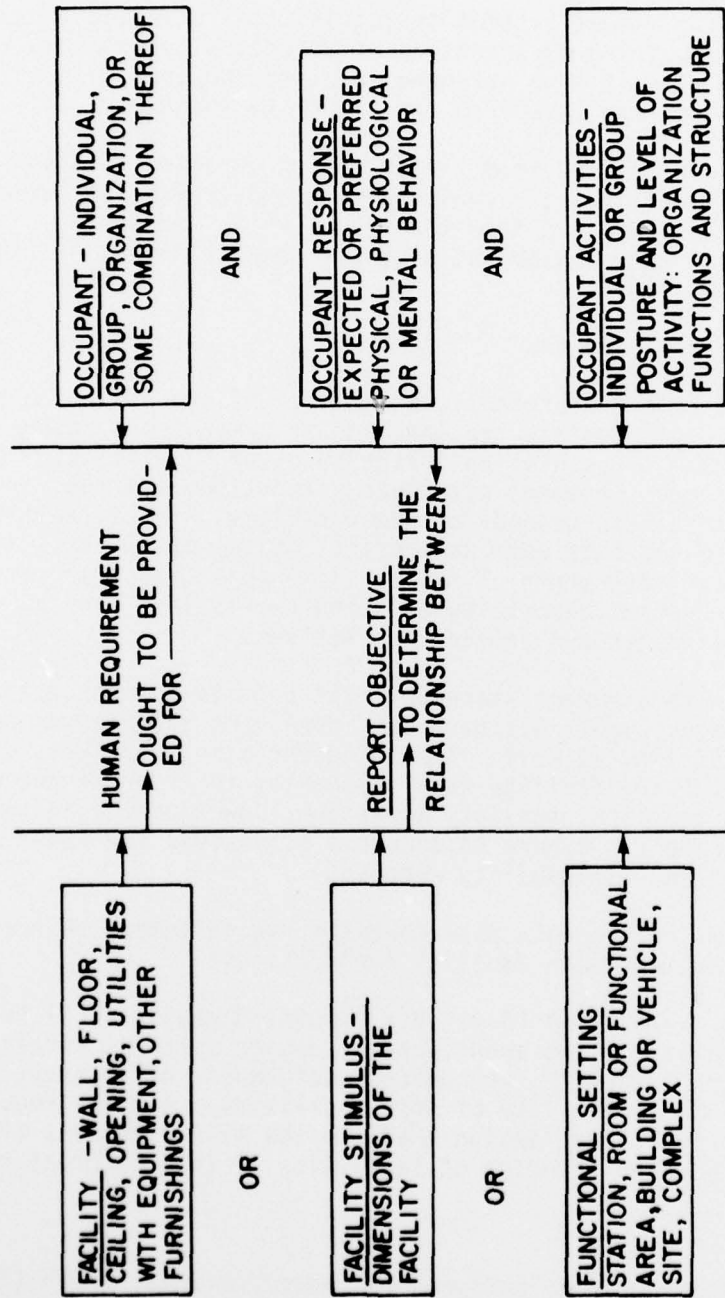 FACILITY -WALL FLOOR,
CEILING, OPENING, UTILITIES
WITH EQUIPMENT, OTHER
FURNISHINGS
OR
FACILITY STIMULUS-
DIMENSIONS OF THE
FACILITY
OR
FUNCTIONAL SETTING
STATION, ROOM OR FUNCTIONAL
AREA, BUILDING OR VEHICLE,
SITE, COMPLEX
HUMAN REQUIREMENT
OUGHT TO BE PROVID-
ED FOR
REPORT OBJECTIVE
TO DETERMINE THE
RELATIONSHIP BETWEEN
OCCUPANT - INDIVIDUAL,
GROUP, ORGANIZATION, OR
SOME COMBINATION THEREOF
AND
OCCUPANT RESPONSE-
EXPECTED OR PREFERRED
PHYSICAL, PHYSIOLOGICAL
OR MENTAL BEHAVIOR
AND
OCCUPANT ACTIVITIES-
INDIVIDUAL OR GROUP
POSTURE AND LEVEL OF
ACTIVITY: ORGANIZATION
FUNCTIONS AND STRUCTURE